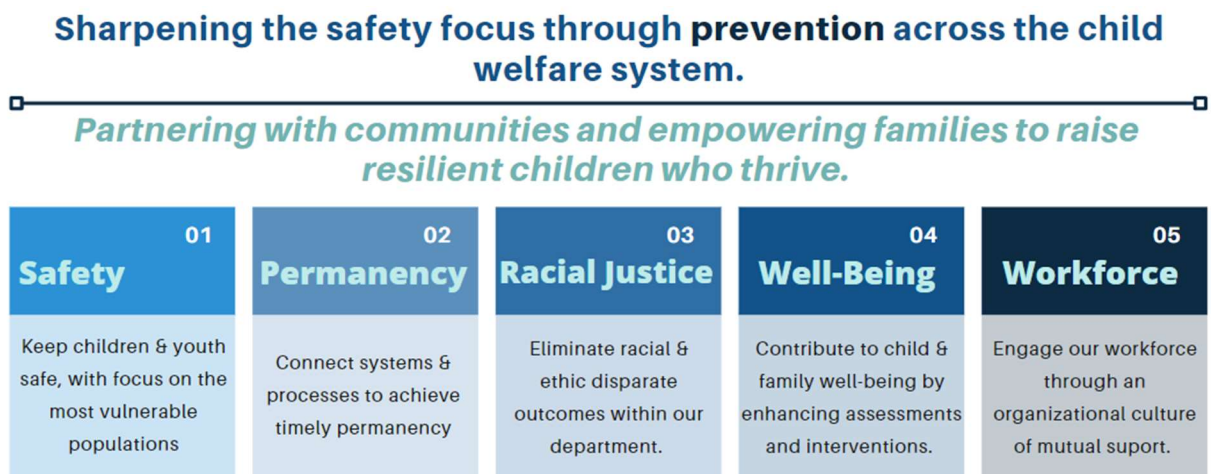 Sharpening the safety focus through prevention across the child
welfare system.
Partnering with communities and empowering families to raise
resilient children who thrive.
01
Safety
Keep children & youth
safe, with focus on the
most vulnerable
populations
02
Permanency
Connect systems &
processes to achieve
timely permanency
03
Racial Justice
Eliminate racial &
ethic disparate
outcomes within our
department.
04
Well-Being
Contribute to child &
family well-being by
enhancing assessments
and interventions.
05
Workforce
Engage our workforce
through an
organizational culture
of mutual suport.